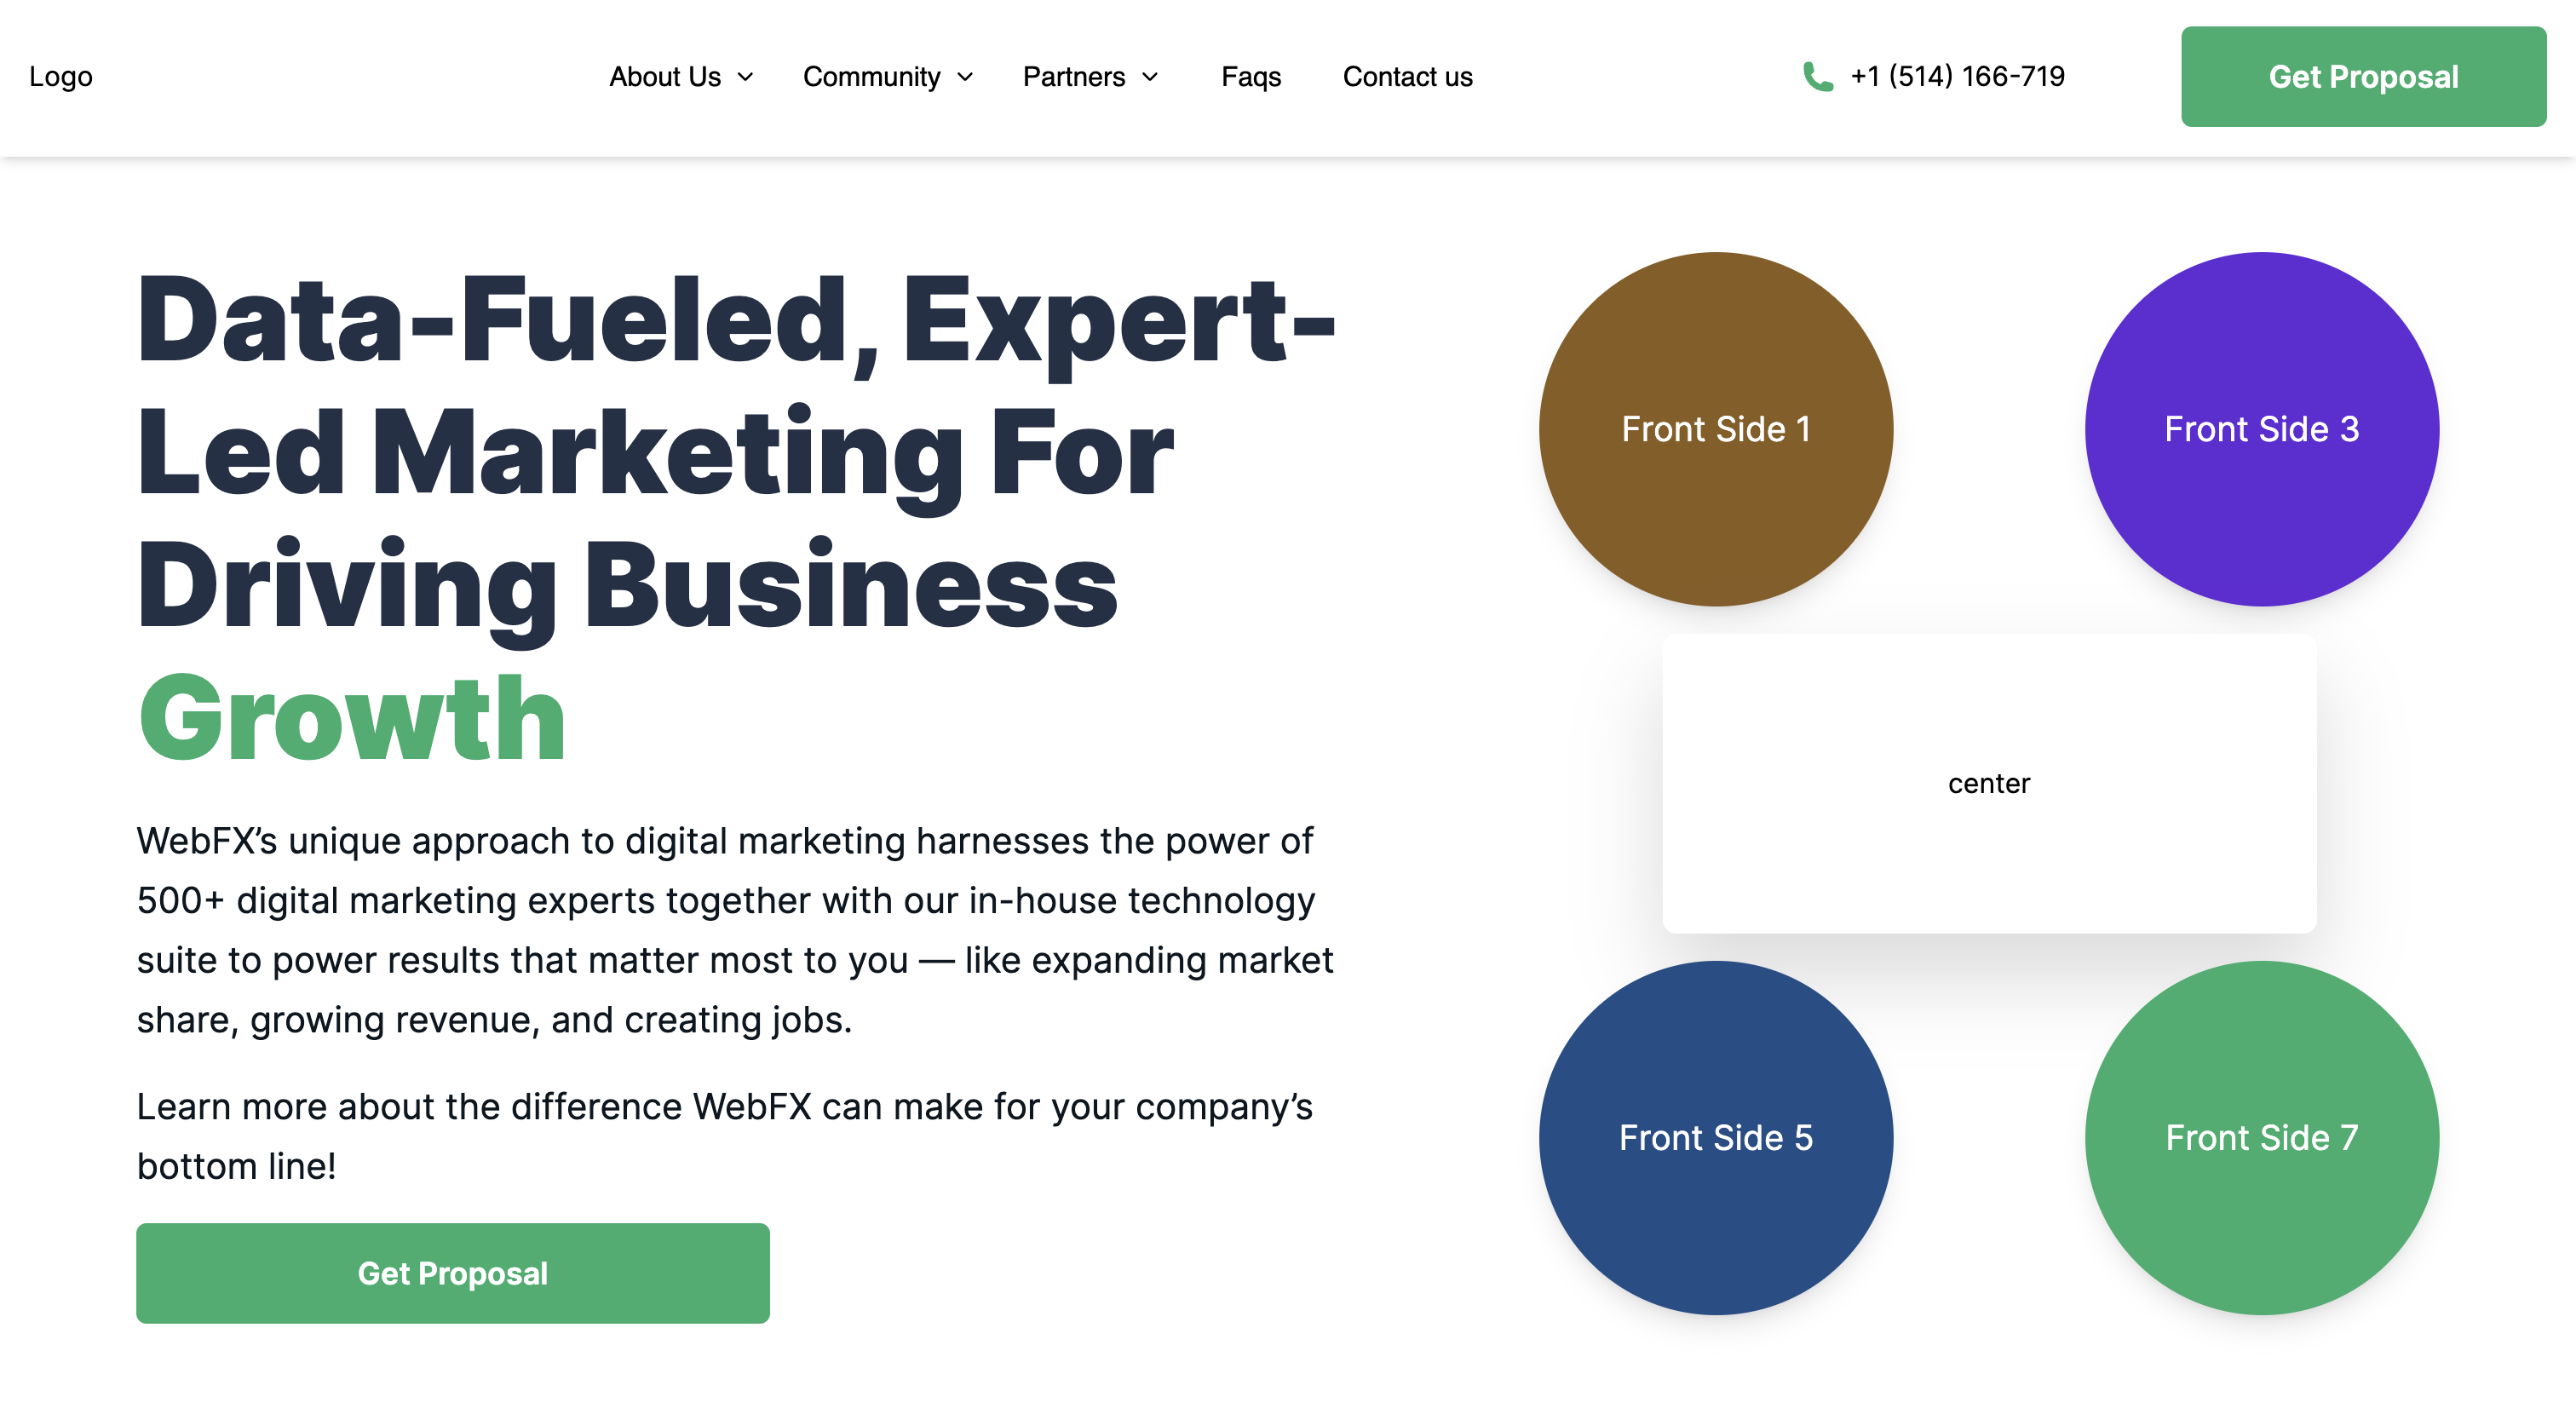 Logo
About Us
Community
Partners
Faqs
Contact us
+1 (514) 166-719
Get Proposal
Data-Fueled, Expert-
Led Marketing For
Driving Business
Growth
WebFX’s unique approach to digital marketing harnesses the power of
500+ digital marketing experts together with our in-house technology
suite to power results that matter most to you — like expanding market
share, growing revenue, and creating jobs.
Learn more about the difference WebFX can make for your company’s
bottom line!
Get Proposal
Front Side 1
Front Side 3
center
Front Side 5
Front Side 7